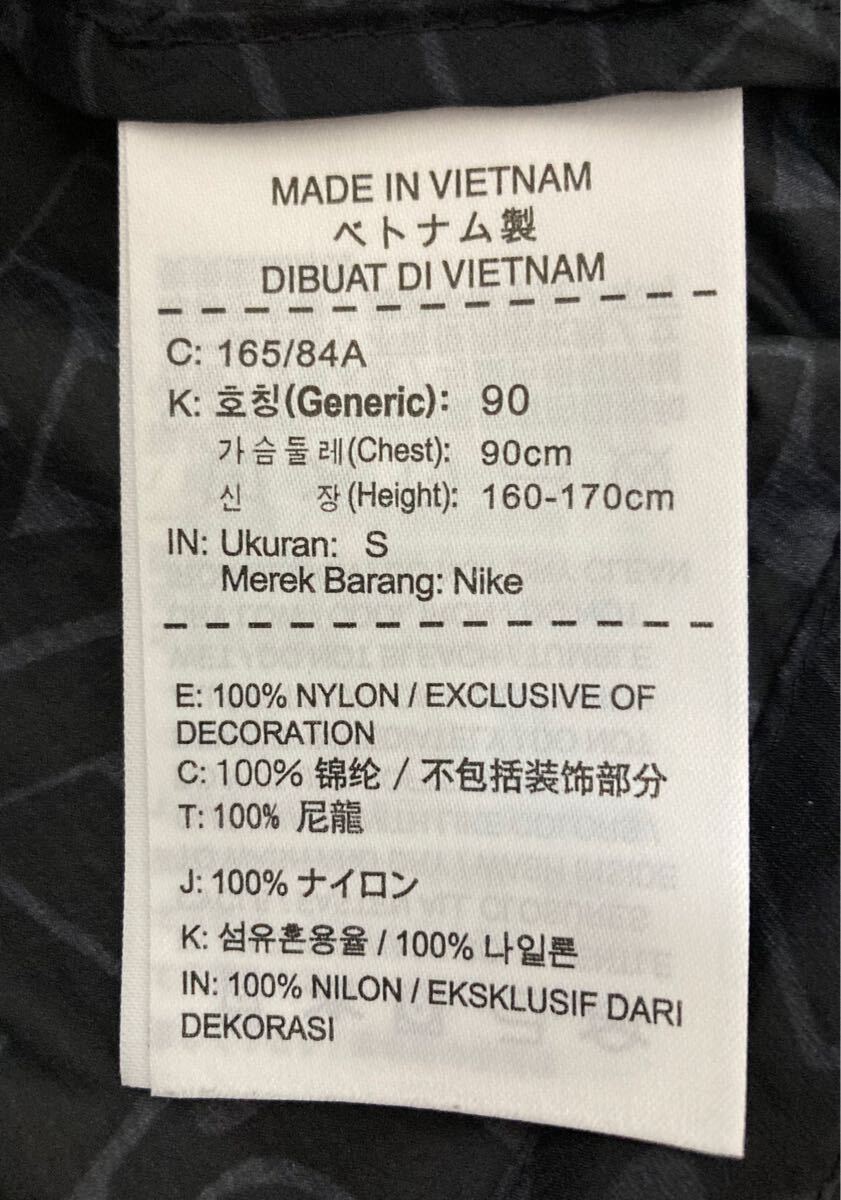 MADE IN VIETNAM
ベトナム製
DIBUAT DI VIETNAM
C: 165/84A
K: 호칭(Generic): 90
가슴둘레(Chest): 90cm
신 장(Height): 160-170cm
IN: Ukuran: S
Merek Barang: Nike
E: 100% NYLON / EXCLUSIVE OF
DECORATION
C: 100% 锦纶 / 不包括装饰部分
T: 100% 尼龍
J: 100% ナイロン
K: 섬유혼용율 / 100% 나일론
IN: 100% NILON / EKSKLUSIF DARI
DEKORASI